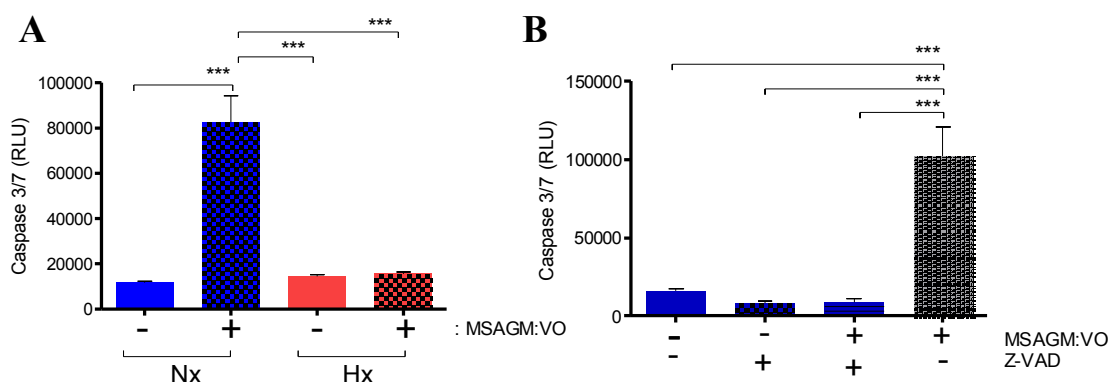 A
***
***
***
Caspase 3/7 (RLU)
100000
80000
60000
40000
20000
0
- + - + : MSAGM:VO
Nx Hx
B
***
***
***
Caspase 3/7 (RLU)
150000
100000
50000
0
- - + + MSAGM:VO
- + + - Z-VAD